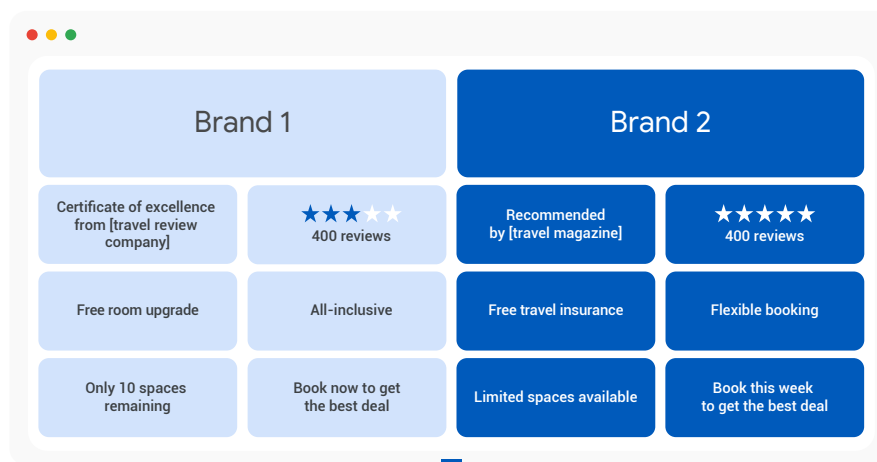 Brand 1
Brand 2
Certificate of excellence
from [travel review
company]
400 reviews
Recommended
by [travel magazine]
400 reviews
Free room upgrade
All-inclusive
Free travel insurance
Flexible booking
Only 10 spaces
remaining
Book now to get
the best deal
Limited spaces available
Book this week
to get the best deal